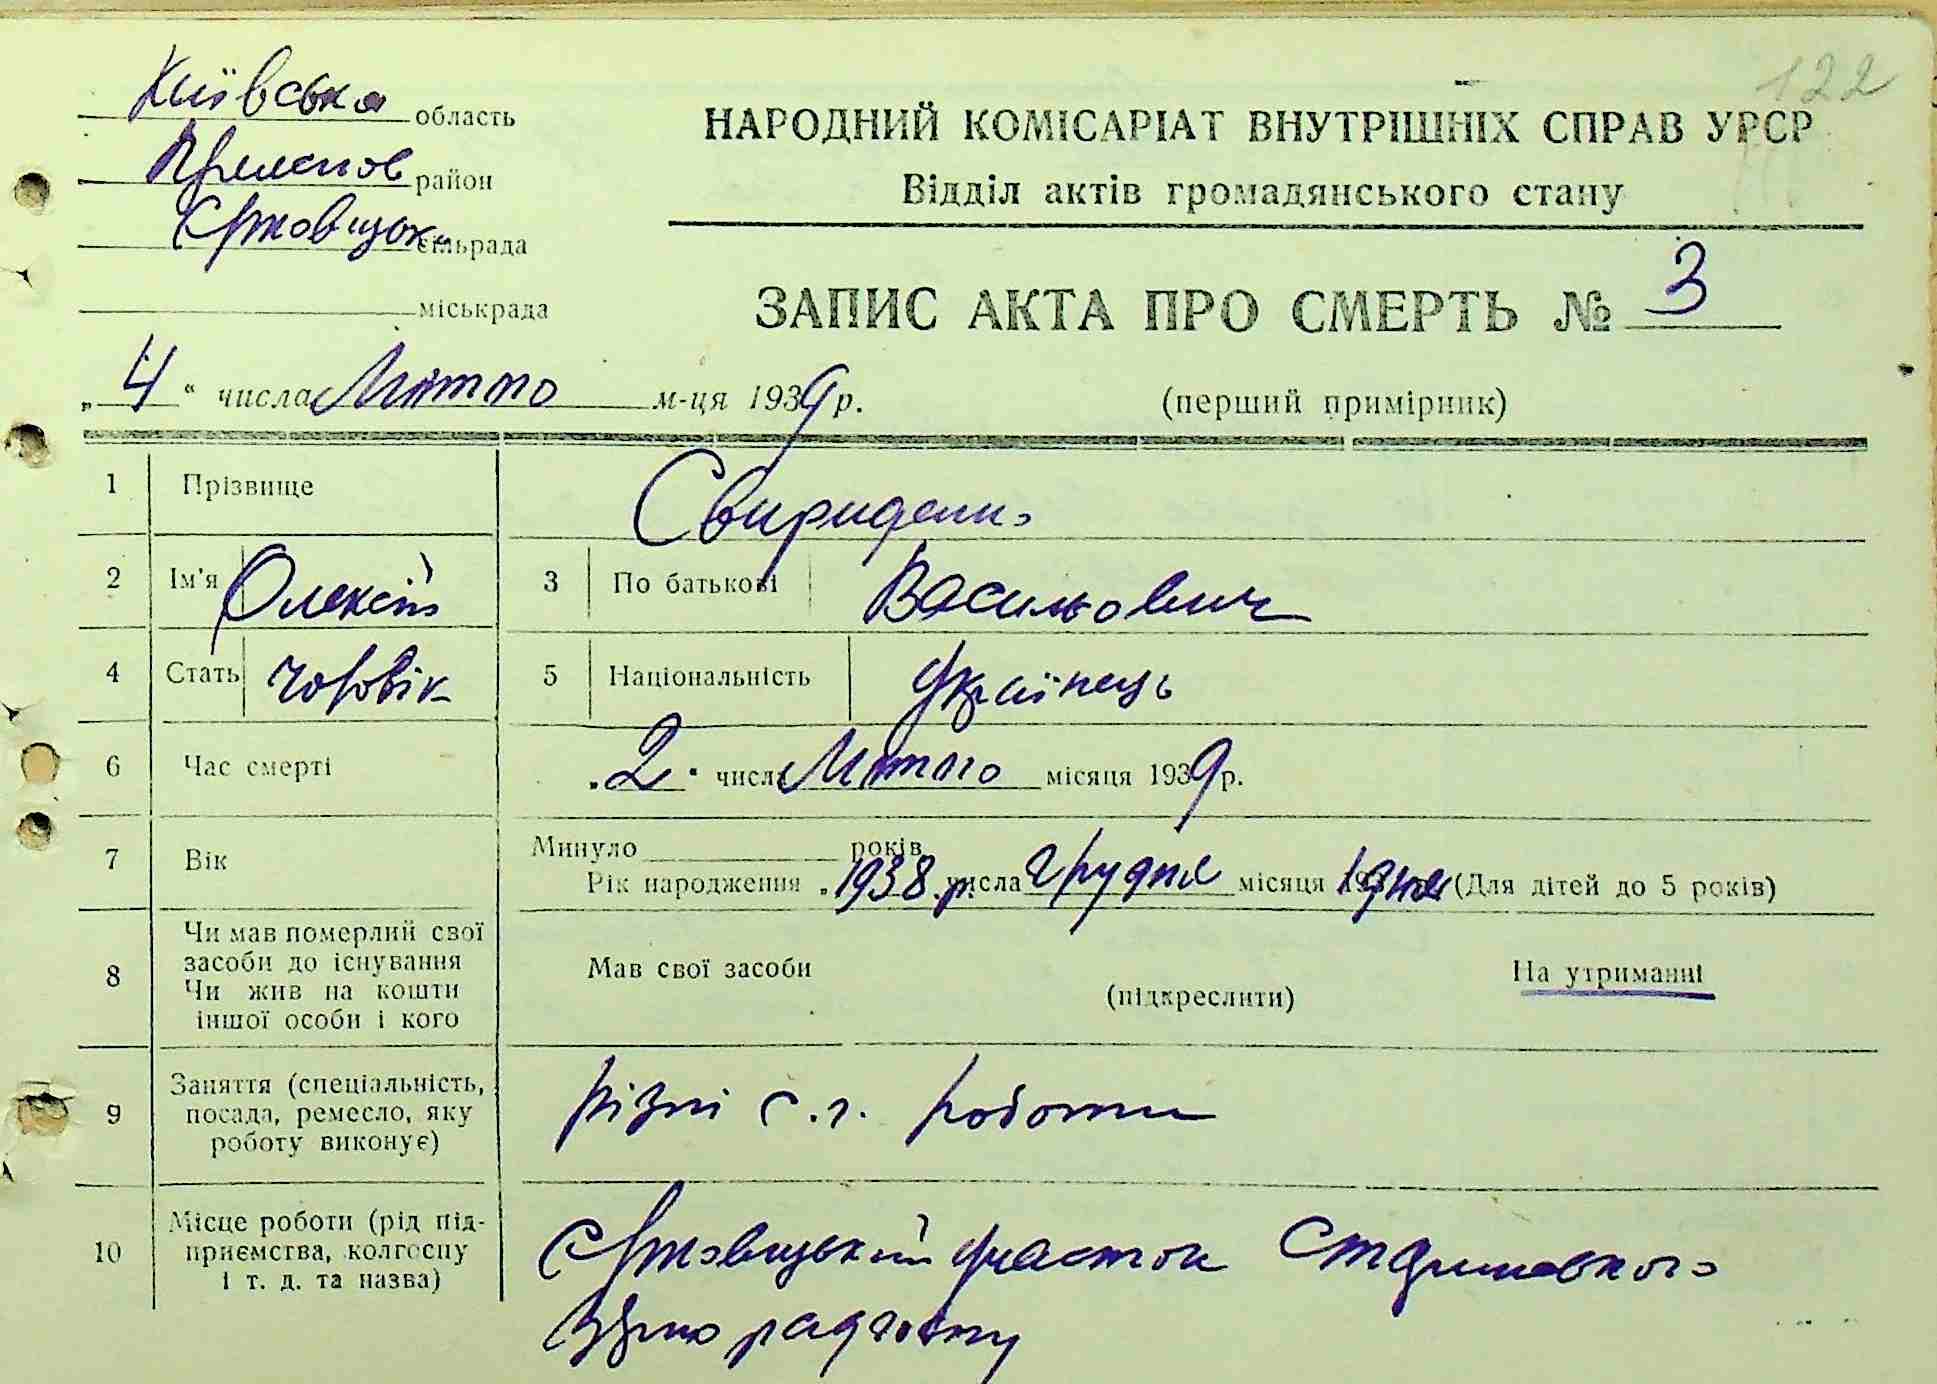 122
Київська область
район
сільрада
міськрада
НАРОДНИЙ КОМІСАРІАТ ВНУТРІШНІХ СПРАВ УРСР
Відділ актів громадянського стану
ЗАПИС АКТА ПРО СМЕРТЬ № 3
„4“ числа Лютого м-ця 1939 р.
(перший примірник)
1 Прізвище Свириденко
2 Ім'я Олексій 3 По батькові Васильович
4 Стать чоловік 5 Національність Українець
6 Час смерті „2“ числа Лютого місяця 1939 р.
7 Вік Минуло років
Рік народження „1938 р. числа грудня місяця 193 1 дня (Для дітей до 5 років)
8 Чи мав померлий свої
засоби до існування
Чи жив на кошти
іншої особи і кого
Мав свої засоби
(підкреслити)
На утриманні
9 Заняття (спеціальність,
посада, ремесло, яку
роботу виконує)
різні с.г. роботи
10 Місце роботи (рід під-
приємства, колгоспу
і т. д. та назва)
участок
радгоспу